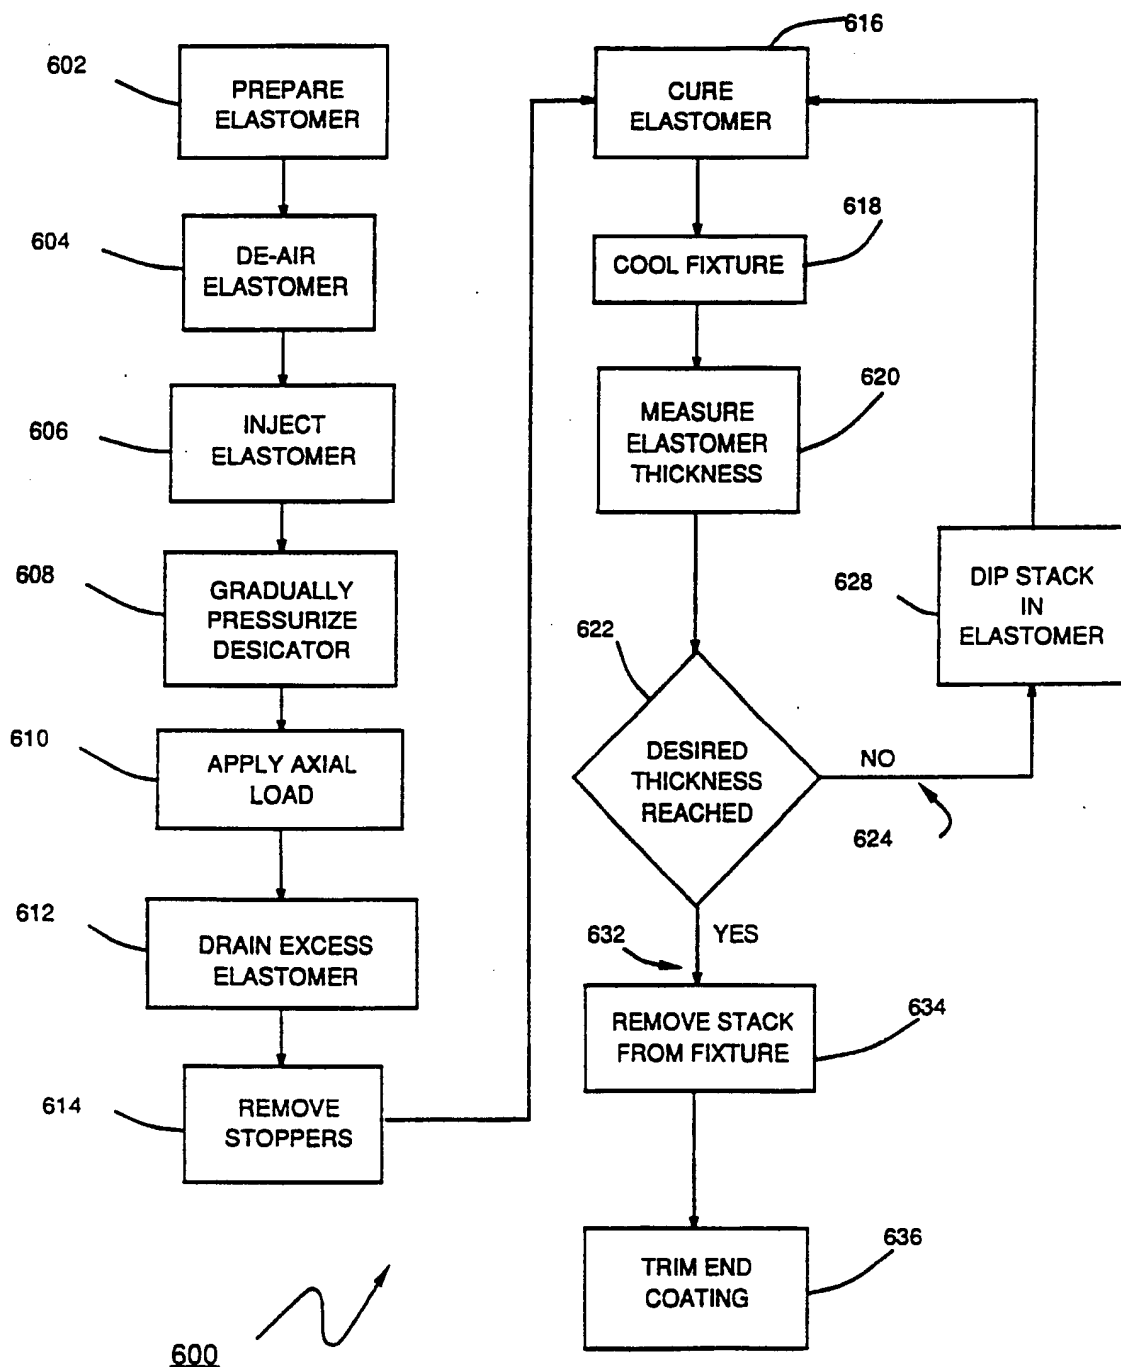 602
PREPARE
ELASTOMER
604
DE-AIR
ELASTOMER
606
INJECT
ELASTOMER
608
GRADUALLY
PRESSURIZE
DESICATOR
610
APPLY AXIAL
LOAD
612
DRAIN EXCESS
ELASTOMER
614
REMOVE
STOPPERS
616
CURE
ELASTOMER
618
COOL FIXTURE
620
MEASURE
ELASTOMER
THICKNESS
622
DESIRED
THICKNESS
REACHED
NO
624
628
DIP STACK
IN
ELASTOMER
632
YES
634
REMOVE STACK
FROM FIXTURE
636
TRIM END
COATING
600